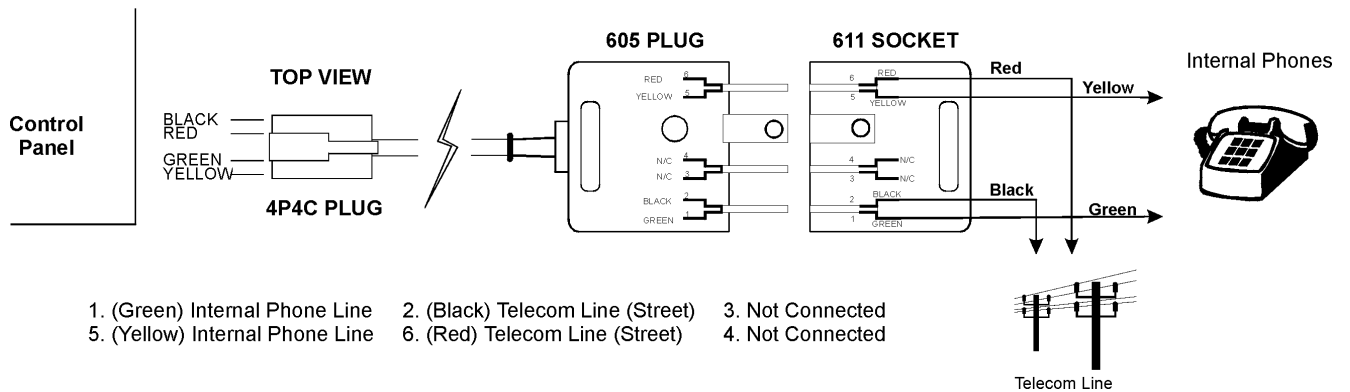 605 PLUG
611 SOCKET
Internal Phones
TOP VIEW
Control
Panel
BLACK
RED
GREEN
YELLOW
4P4C PLUG
RED
6
YELLOW
5
N/C
4
N/C
3
BLACK
2
GREEN
1
6
RED
5
YELLOW
4
N/C
3
N/C
2
BLACK
1
GREEN
Red
Yellow
Black
Green
1. (Green) Internal Phone Line 2. (Black) Telecom Line (Street) 3. Not Connected
5. (Yellow) Internal Phone Line 6. (Red) Telecom Line (Street) 4. Not Connected
Telecom Line